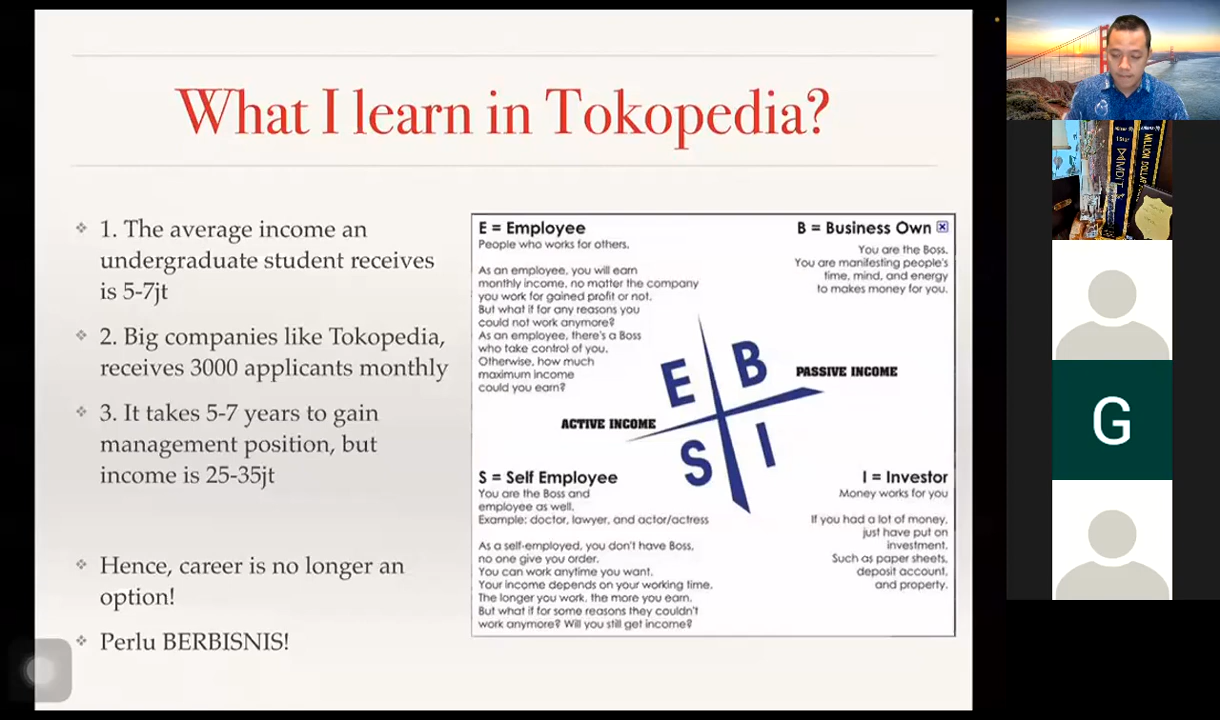 What I learn in Tokopedia?
1. The average income an
undergraduate student receives
is 5-7jt
2. Big companies like Tokopedia,
receives 3000 applicants monthly
3. It takes 5-7 years to gain
management position, but
income is 25-35jt
Hence, career is no longer an
option!
Perlu BERBISNIS!
E = Employee
People who works for others.
As an employee, you will earn
monthly income, no matter the company
you work for gained profit or not.
But what if for any reasons you
could not work anymore?
As an employee, there's a Boss
who take control of you.
Otherwise, how much
maximum income
could you earn?
B = Business Own
You are the Boss.
You are manifesting people's
time, mind, and energy
to makes money for you.
E
B
PASSIVE INCOME
ACTIVE INCOME
S
I
S = Self Employee
You are the Boss and
employee as well.
Example: doctor, lawyer, and actor/actress
As a self-employed, you don't have Boss,
no one give you order.
You can work anytime you want.
Your income depends on your working time.
The longer you work, the more you earn.
But what if for some reasons they couldn't
work anymore? Will you still get income?
I = Investor
Money works for you
If you had a lot of money,
just have put on
investment.
Such as paper sheets,
deposit account,
and property.
MDRT
MILLION DOLLAR
G